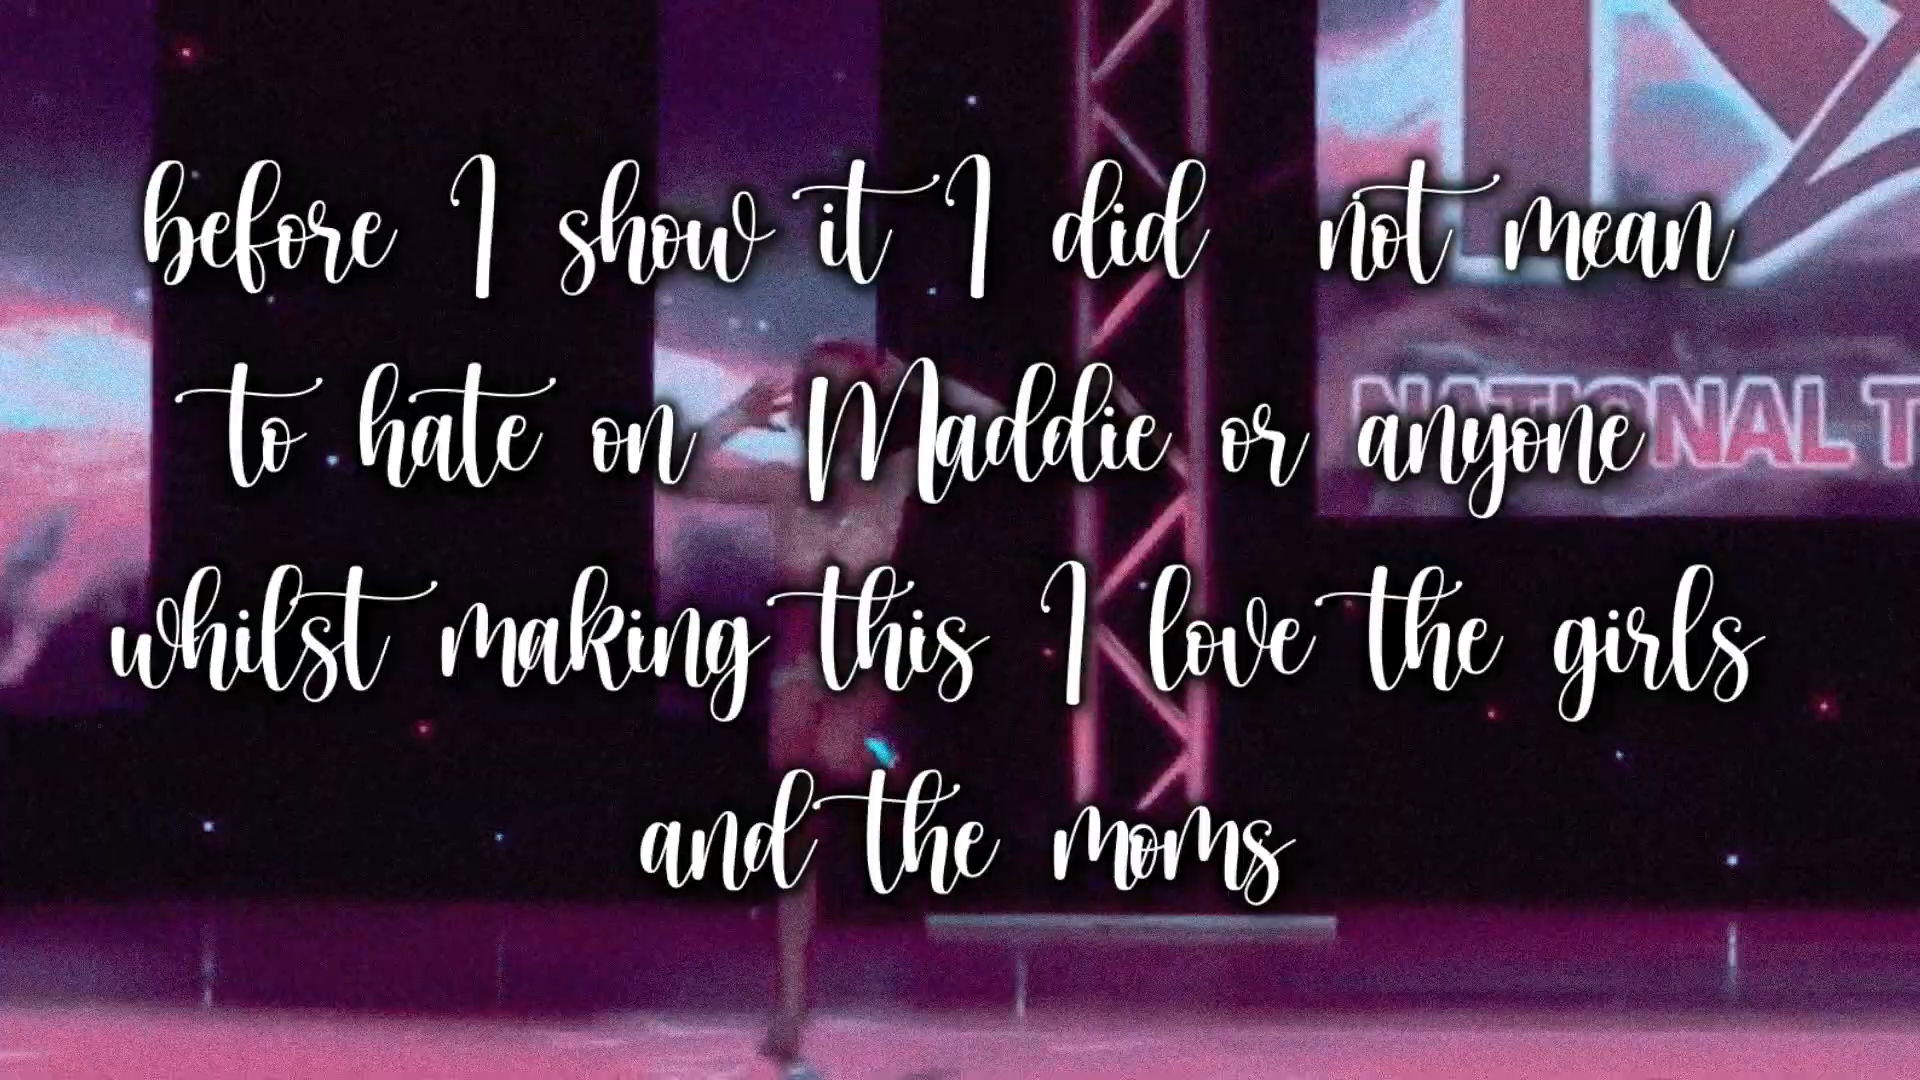 before I show it I did not mean
to hate on Maddie or anyone
whilst making this I love the girls
and the moms
NATIONAL T